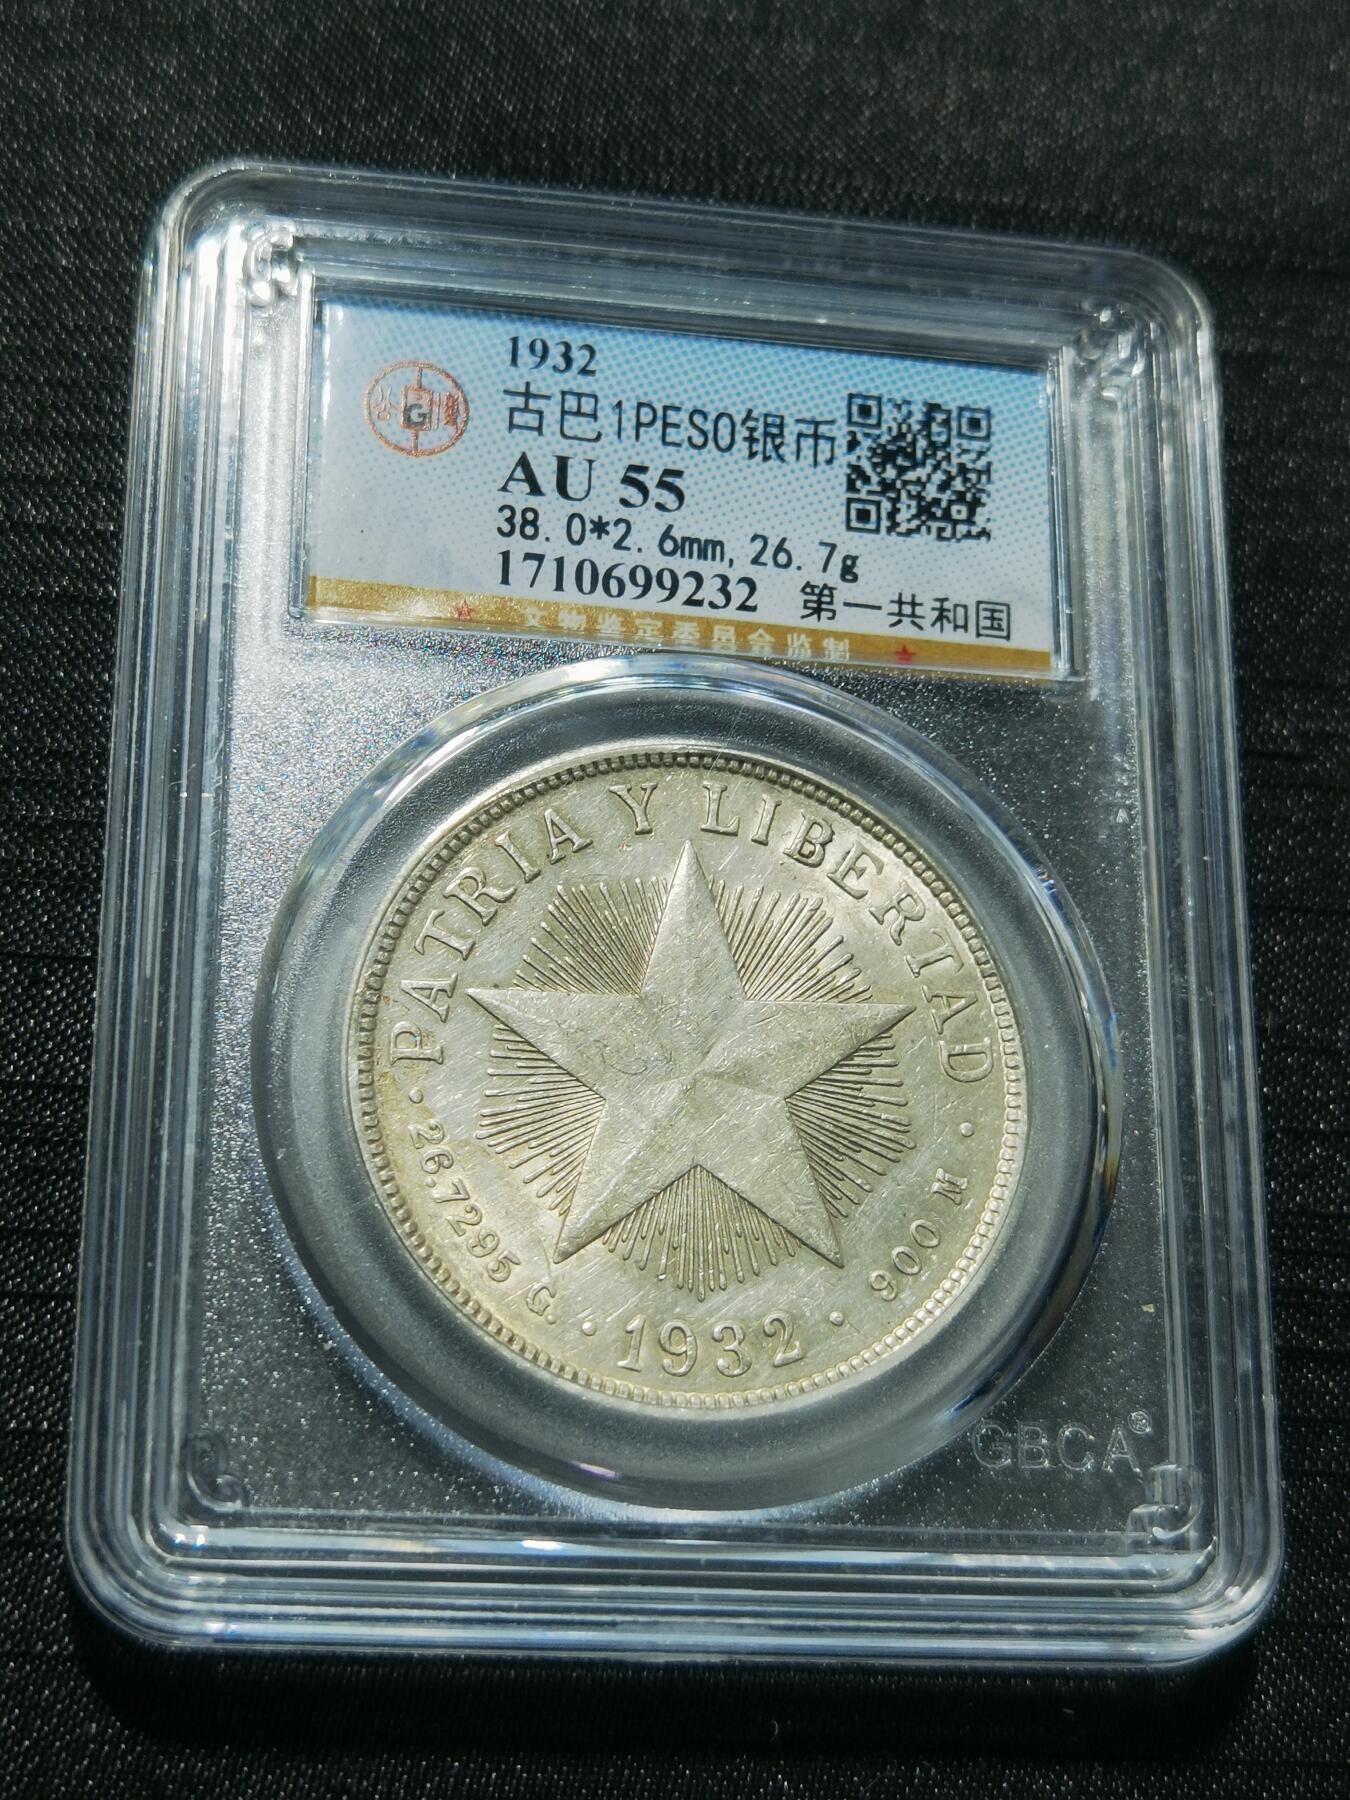 1932
古巴1PESO银币
AU 55
38.0*2.6mm,26.7g
1710699232 第一共和国
文物鉴定委员会监制
G
PATRIA Y LIBERTAD
· 26.7295 G. · 1932 · 900 M ·
GBCA®